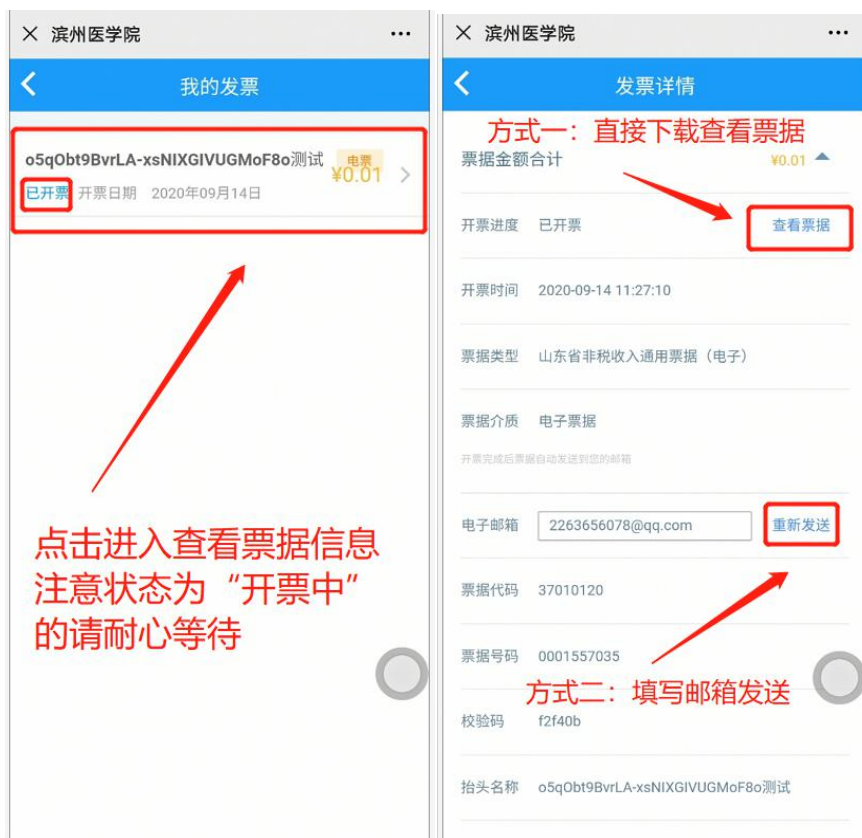 滨州医学院
我的发票
o5qObt9BvrLA-xsNIXGIVUGMoF8o测试
电票
¥0.01
已开票 开票日期 2020年09月14日
点击进入查看票据信息
注意状态为“开票中”
的请耐心等待
滨州医学院
发票详情
方式一：直接下载查看票据
票据金额合计 ¥0.01
开票进度 已开票 查看票据
开票时间 2020-09-14 11:27:10
票据类型 山东省非税收入通用票据（电子）
票据介质 电子票据
开票完成后票据自动发送到您的邮箱
电子邮箱 2263656078@qq.com 重新发送
票据代码 37010120
票据号码 0001557035
方式二：填写邮箱发送
校验码 f2f40b
抬头名称 o5qObt9BvrLA-xsNIXGIVUGMoF8o测试